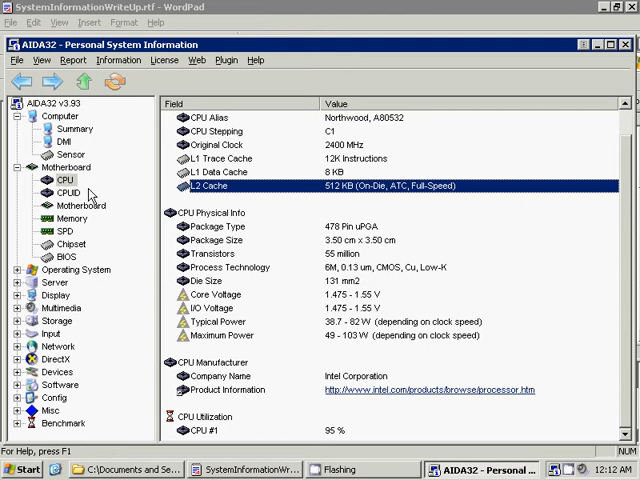 SystemInformationWriteUp.rtf - WordPad
File Edit View Insert Format Help
AIDA32 - Personal System Information
File View Report Information License Web Plugin Help
AIDA32 v3.93
Computer
Summary
DMI
Sensor
Motherboard
CPU
CPUID
Motherboard
Memory
SPD
Chipset
BIOS
Operating System
Server
Display
Multimedia
Storage
Input
Network
DirectX
Devices
Software
Config
Misc
Benchmark
Field Value
CPU Alias Northwood, A80532
CPU Stepping C1
Original Clock 2400 MHz
L1 Trace Cache 12K Instructions
L1 Data Cache 8 KB
L2 Cache 512 KB (On-Die, ATC, Full-Speed)
CPU Physical Info
Package Type 478 Pin uPGA
Package Size 3.50 cm x 3.50 cm
Transistors 55 million
Process Technology 6M, 0.13 um, CMOS, Cu, Low-K
Die Size 131 mm2
Core Voltage 1.475 - 1.55 V
I/O Voltage 1.475 - 1.55 V
Typical Power 38.7 - 82 W (depending on clock speed)
Maximum Power 49 - 103 W (depending on clock speed)
CPU Manufacturer
Company Name Intel Corporation
Product Information http://www.intel.com/products/browse/processor.htm
CPU Utilization
CPU #1 95 %
For Help, press F1 NUM
Start C:\Documents and Se... SystemInformationWr... Flashing AIDA32 - Personal ... 12:12 AM